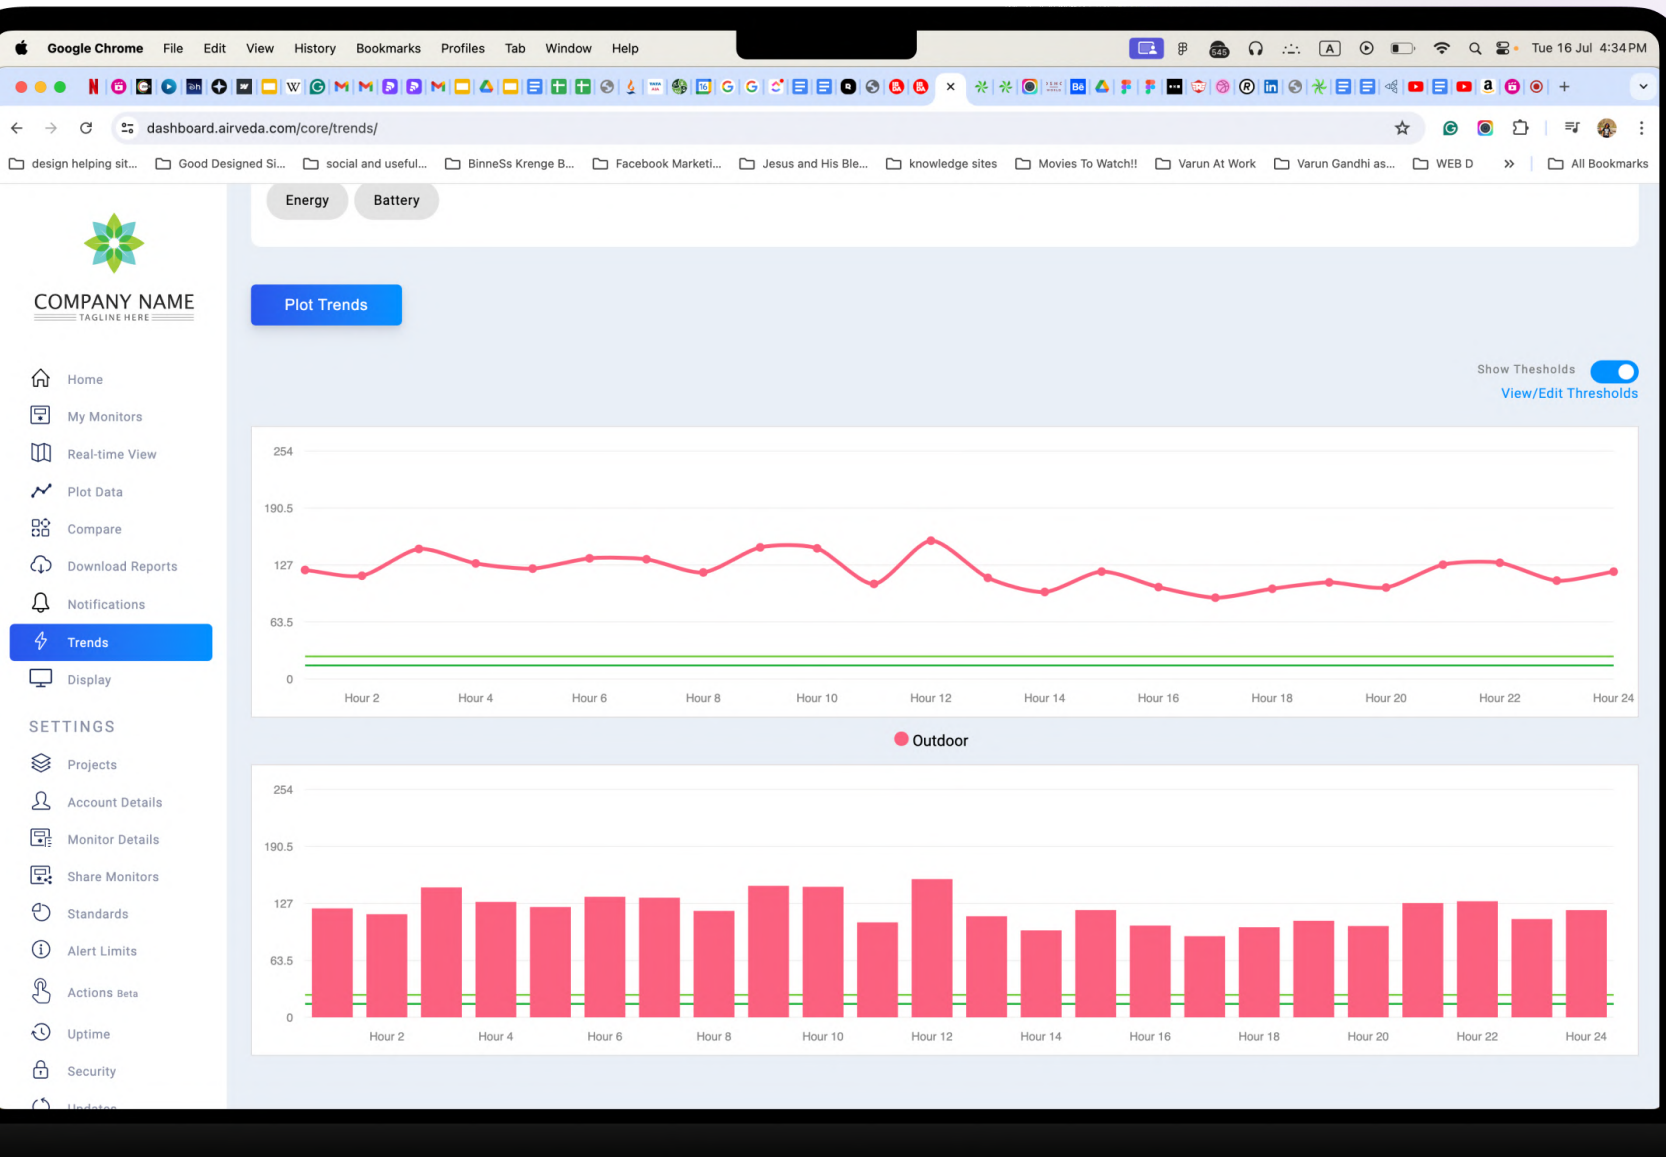 Google Chrome File Edit View History Bookmarks Profiles Tab Window Help 545 A Tue 16 Jul 4:34 PM
dashboard.airveda.com/core/trends/
design helping sit... Good Designed Si... social and useful... BinneSs Krenge B... Facebook Marketi... Jesus and His Ble... knowledge sites Movies To Watch!! Varun At Work Varun Gandhi as... WEB D » All Bookmarks
Energy Battery
COMPANY NAME
TAGLINE HERE
Plot Trends
Home
My Monitors
Real-time View
Plot Data
Compare
Download Reports
Notifications
Trends
Display
SETTINGS
Projects
Account Details
Monitor Details
Share Monitors
Standards
Alert Limits
Actions Beta
Uptime
Security
Updates
Show Thesholds
View/Edit Thresholds
254
190.5
127
63.5
0
Hour 2 Hour 4 Hour 6 Hour 8 Hour 10 Hour 12 Hour 14 Hour 16 Hour 18 Hour 20 Hour 22 Hour 24
Outdoor
254
190.5
127
63.5
0
Hour 2 Hour 4 Hour 6 Hour 8 Hour 10 Hour 12 Hour 14 Hour 16 Hour 18 Hour 20 Hour 22 Hour 24